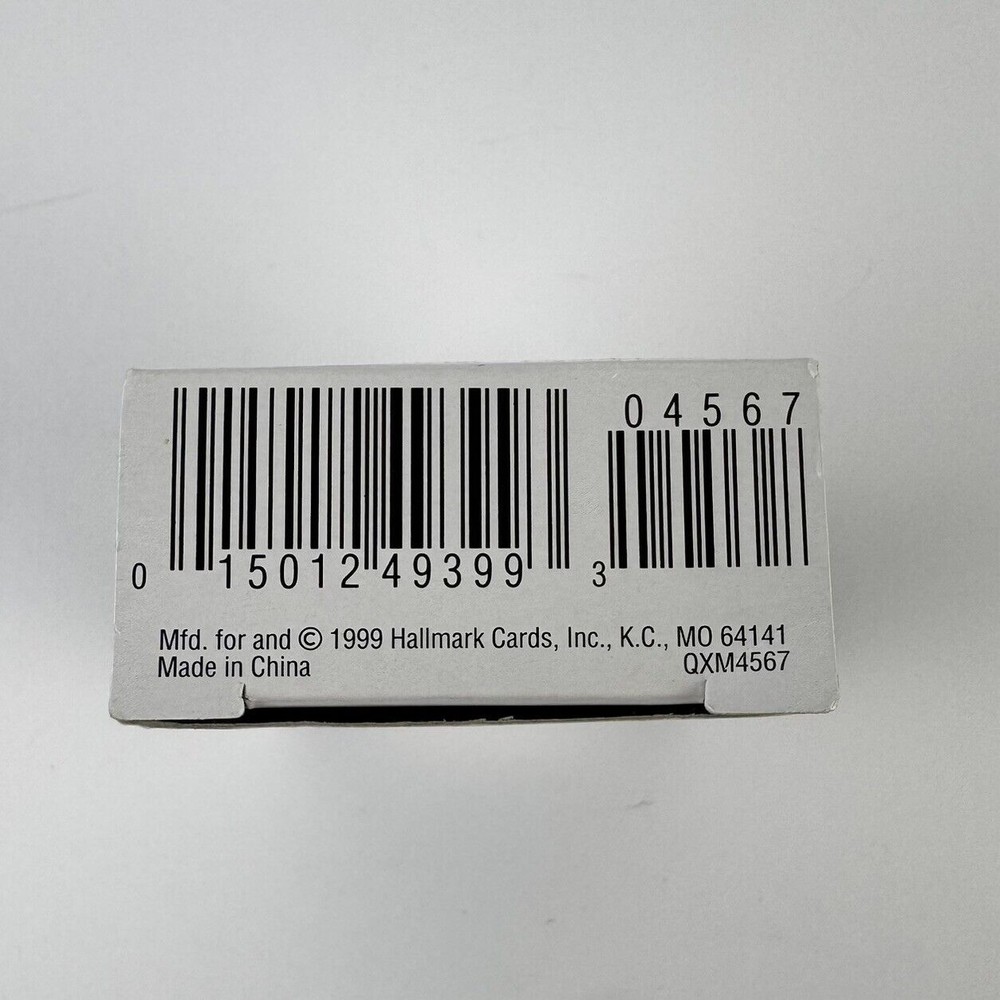 04567
0 15012 49399 3
Mfd. for and © 1999 Hallmark Cards, Inc., K.C., MO 64141
Made in China QXM4567